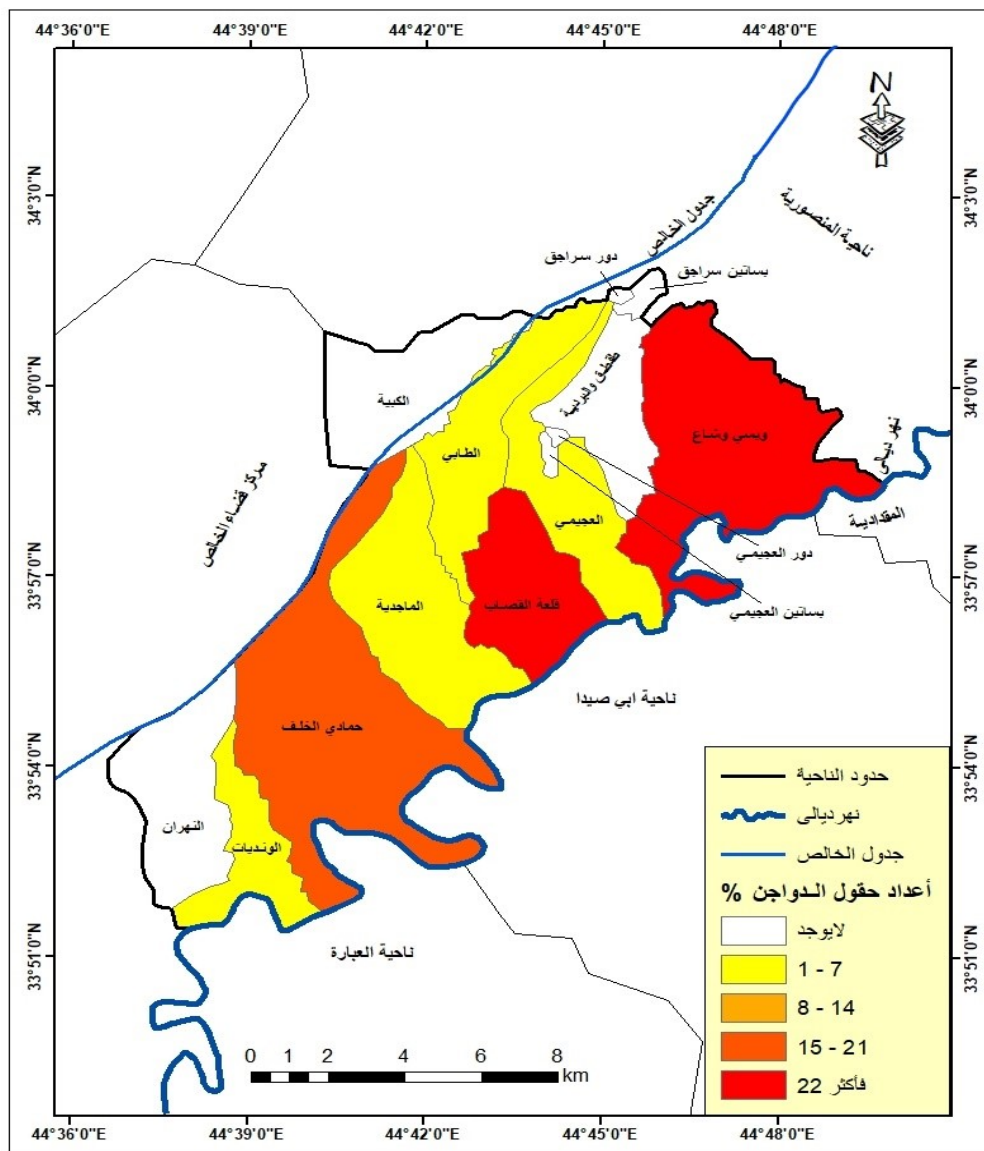 44°36'0"E 44°39'0"E 44°42'0"E 44°45'0"E 44°48'0"E
34°3'0"N 34°3'0"N
34°0'0"N 34°0'0"N
33°57'0"N 33°57'0"N
33°54'0"N 33°54'0"N
33°51'0"N 33°51'0"N
N
ناحية المنصورية
جدول الخالص
دور سراجق
بساتين سراجق
طقطق والبردية
الكبية
ويسي وشاع
نهر ديالى
الطابي
مركز قضاء الخالص
العجيمي
المقدادية
دور العجيمي
الماجدية
قلعة القصاب
بساتين العجيمي
ناحية ابي صيدا
حمادي الخلف
النهران
الونديات
ناحية العبارة
حدود الناحية
نهرديالى
جدول الخالص
أعداد حقول الدواجن %
لايوجد
1 - 7
8 - 14
15 - 21
22 فأكثر
0 1 2 4 6 8
km
44°36'0"E 44°39'0"E 44°42'0"E 44°45'0"E 44°48'0"E